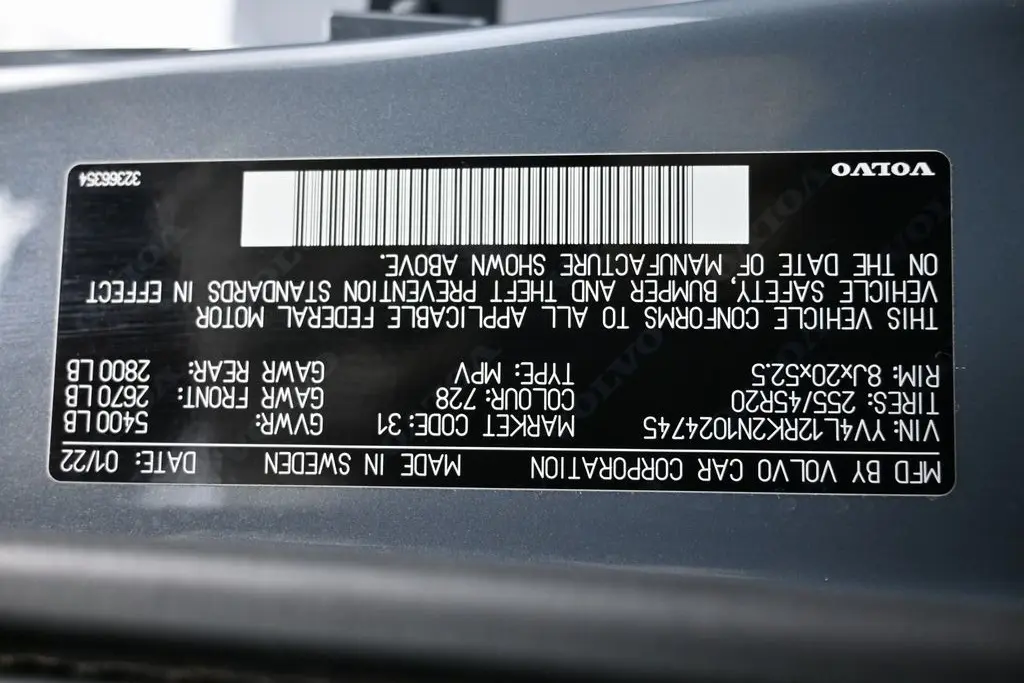 MFD BY VOLVO CAR CORPORATION MADE IN SWEDEN DATE: 01/22
VIN: YV4L12RK2N1024745 MARKET CODE: 31 GVWR: 5400 LB
TIRES: 255/45R20 COLOUR: 728 GAWR FRONT: 2670 LB
RIM: 8Jx20x52.5 TYPE: MPV GAWR REAR: 2800 LB
THIS VEHICLE CONFORMS TO ALL APPLICABLE FEDERAL MOTOR
VEHICLE SAFETY, BUMPER AND THEFT PREVENTION STANDARDS IN EFFECT
ON THE DATE OF MANUFACTURE SHOWN ABOVE.
VOLVO 32366354